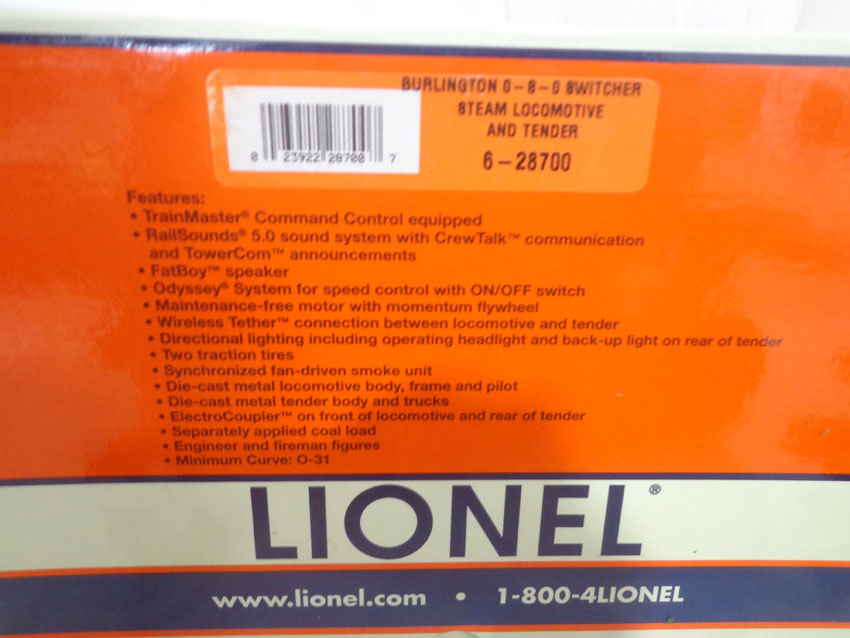 BURLINGTON 0-8-0 SWITCHER
STEAM LOCOMOTIVE
AND TENDER
6-28700
0 23922 28700 7
Features:
• TrainMaster® Command Control equipped
• RailSounds® 5.0 sound system with CrewTalk™ communication
and TowerCom™ announcements
• FatBoy™ speaker
• Odyssey® System for speed control with ON/OFF switch
• Maintenance-free motor with momentum flywheel
• Wireless Tether™ connection between locomotive and tender
• Directional lighting including operating headlight and back-up light on rear of tender
• Two traction tires
• Synchronized fan-driven smoke unit
• Die-cast metal locomotive body, frame and pilot
• Die-cast metal tender body and trucks
• ElectroCoupler™ on front of locomotive and rear of tender
• Separately applied coal load
• Engineer and fireman figures
• Minimum Curve: O-31
LIONEL®
www.lionel.com • 1-800-4LIONEL